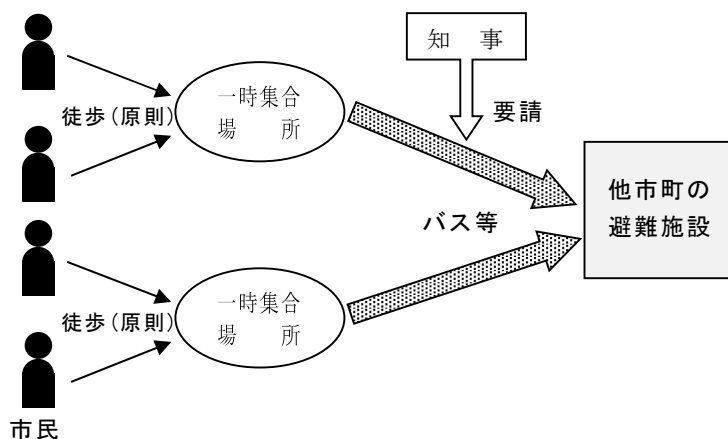 知　事
要請
一時集合
場　　所
徒歩(原則)
他市町の
避難施設
バス等
一時集合
場　　所
徒歩(原則)
市民